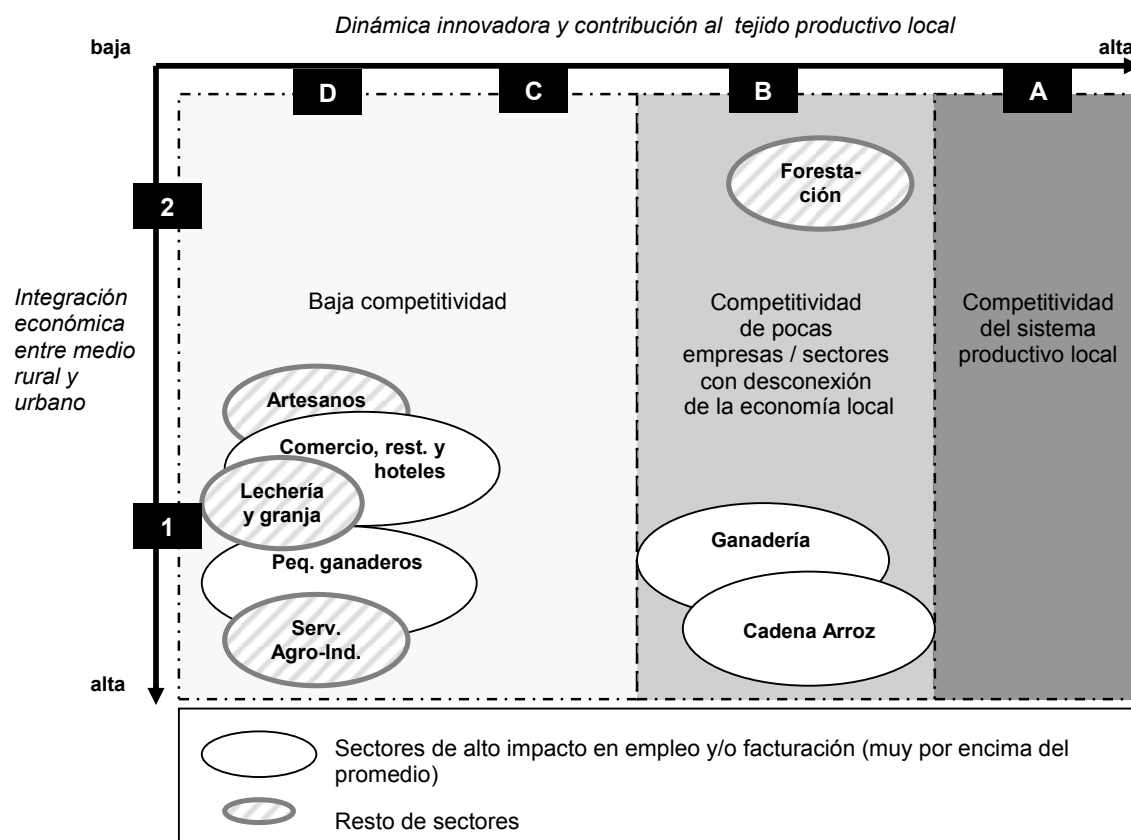 Dinámica innovadora y contribución al  tejido productivo local
baja
alta
D
C
B
A
Foresta-
ción
2
Integración
económica
entre medio
rural y
urbano
Baja competitividad
Competitividad
de pocas
empresas / sectores
con desconexión
de la economía local
Competitividad
del sistema
productivo local
Artesanos
Comercio, rest. y
hoteles
Lechería
y granja
1
Peq. ganaderos
Ganadería
Serv.
Agro-Ind.
Cadena Arroz
alta
Sectores de alto impacto en empleo y/o facturación (muy por encima del
promedio)
Resto de sectores